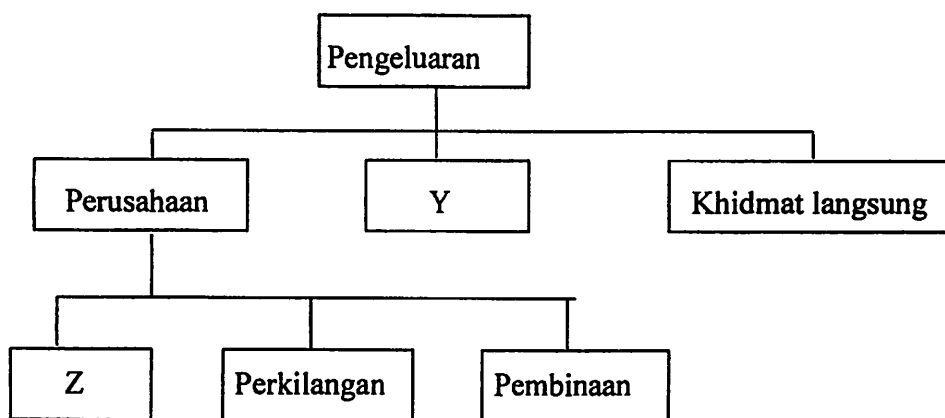 Pengeluaran
Perusahaan
Y
Khidmat langsung
Z
Perkilangan
Pembinaan